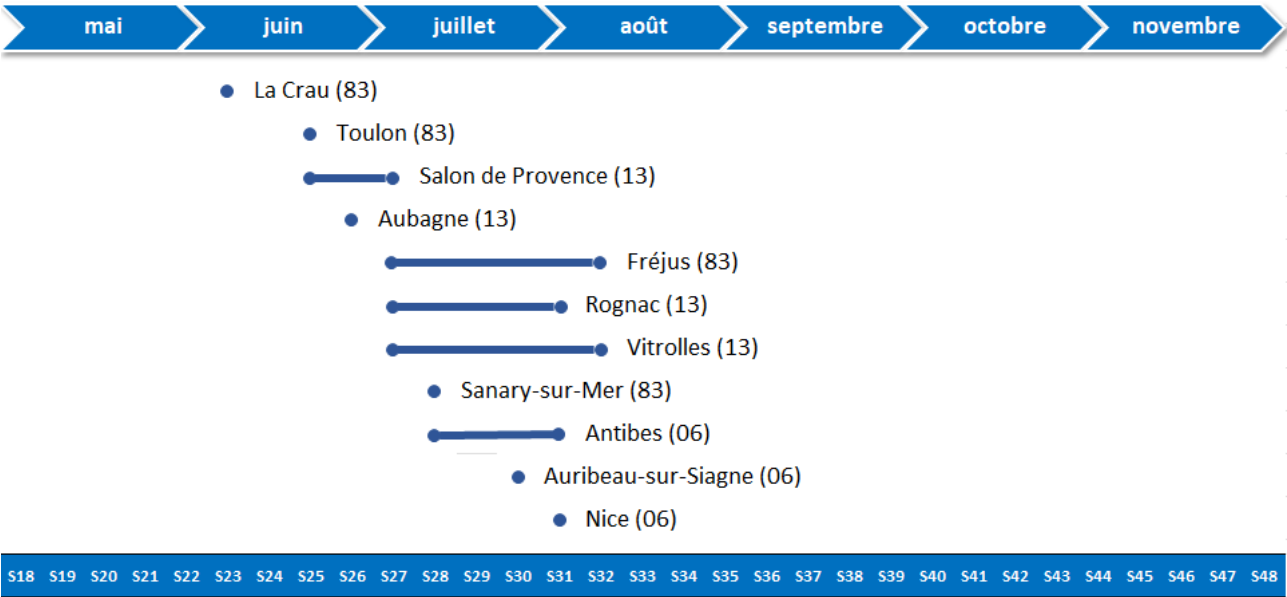 mai juin juillet août septembre octobre novembre
La Crau (83)
Toulon (83)
Salon de Provence (13)
Aubagne (13)
Fréjus (83)
Rognac (13)
Vitrolles (13)
Sanary-sur-Mer (83)
Antibes (06)
Auribeau-sur-Siagne (06)
Nice (06)
S18 S19 S20 S21 S22 S23 S24 S25 S26 S27 S28 S29 S30 S31 S32 S33 S34 S35 S36 S37 S38 S39 S40 S41 S42 S43 S44 S45 S46 S47 S48